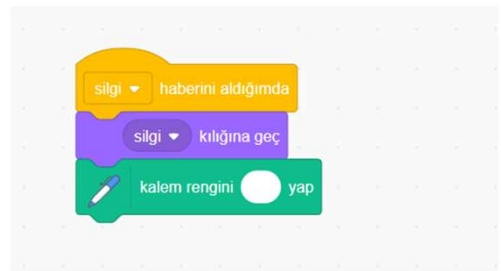 silgi haberini aldığımda
silgi kılığına geç
kalem rengini yap